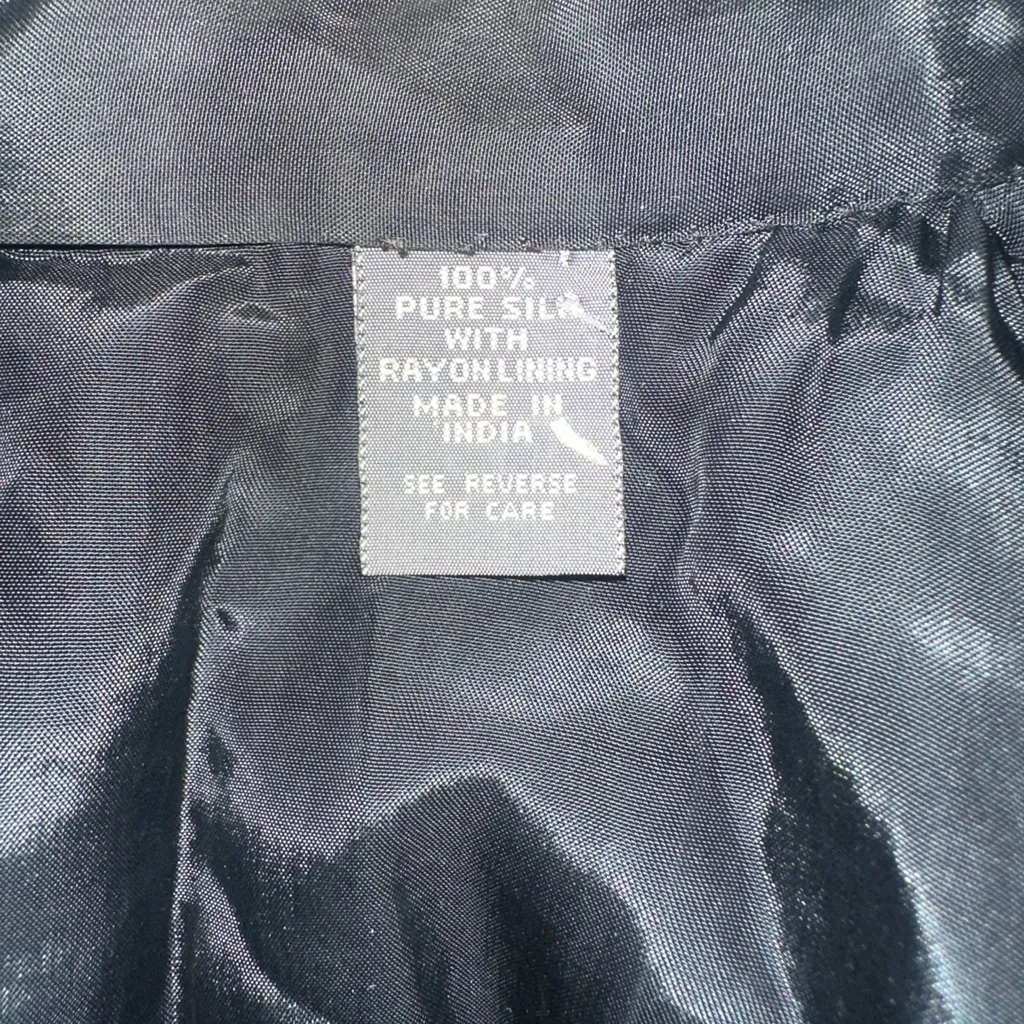 100%
PURE SILK
WITH
RAYON LINING
MADE IN
INDIA
SEE REVERSE
FOR CARE